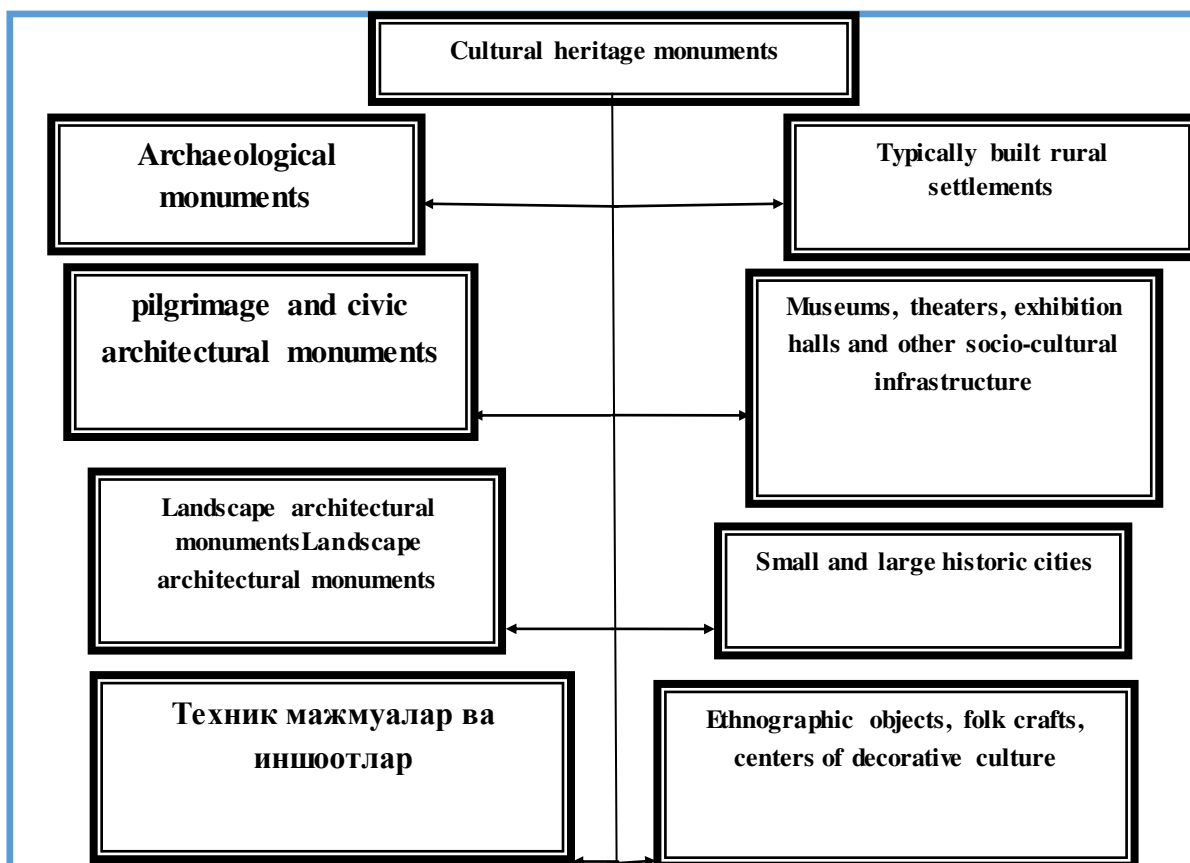 Cultural heritage monuments
Archaeological
monuments
Typically built rural
settlements
pilgrimage and civic
architectural monuments
Museums, theaters, exhibition
halls and other socio-cultural
infrastructure
Landscape architectural
monumentsLandscape
architectural monuments
Small and large historic cities
Техник мажмуалар ва
иншоотлар
Ethnographic objects, folk crafts,
centers of decorative culture